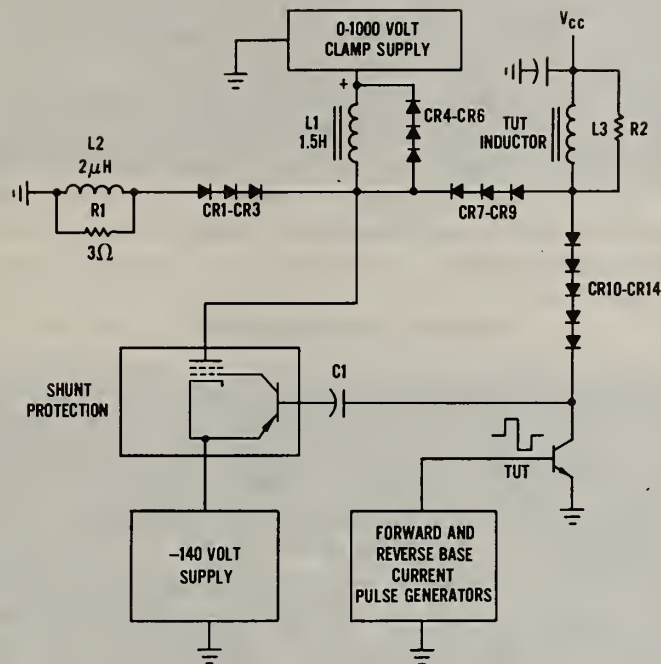 0-1000 VOLT
CLAMP SUPPLY
VCC
+
L1
1.5H
CR4-CR6
TUT
INDUCTOR
L3
R2
L2
2μH
R1
3Ω
CR1-CR3
CR7-CR9
CR10-CR14
SHUNT
PROTECTION
C1
TUT
-140 VOLT
SUPPLY
FORWARD AND
REVERSE BASE
CURRENT
PULSE GENERATORS